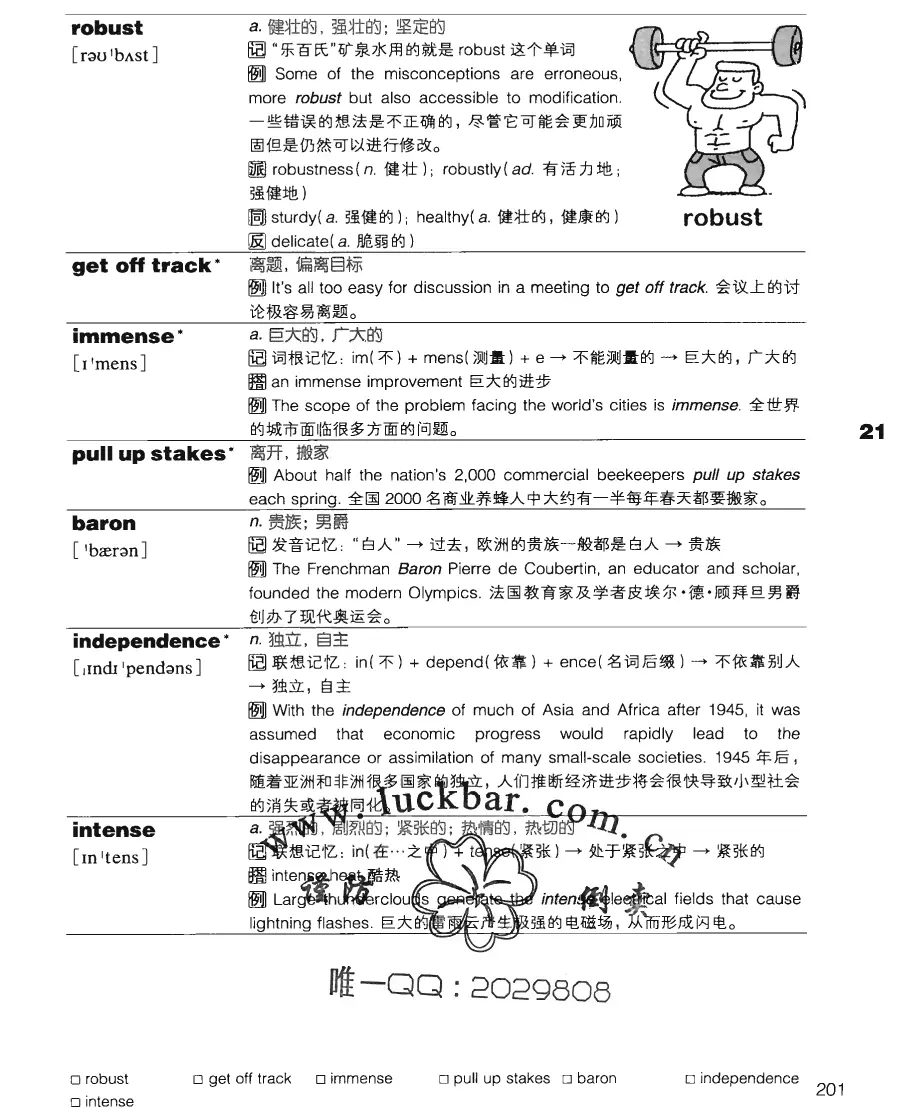 robust
[rəʊˈbʌst]
a. 健壮的, 强壮的; 坚定的
记 “乐百氏”矿泉水用的就是 robust 这个单词
例 Some of the misconceptions are erroneous,
more robust but also accessible to modification.
一些错误的想法是不正确的, 尽管它可能会更加顽
固但是仍然可以进行修改。
派 robustness(n. 健壮); robustly(ad. 有活力地;
强健地)
同 sturdy(a. 强健的); healthy(a. 健壮的, 健康的)
反 delicate(a. 脆弱的)
robust
get off track*
离题, 偏离目标
例 It's all too easy for discussion in a meeting to get off track. 会议上的讨
论极容易离题。
immense*
[ɪˈmens]
a. 巨大的, 广大的
记 词根记忆: im(不) + mens(测量) + e → 不能测量的 → 巨大的, 广大的
搭 an immense improvement 巨大的进步
例 The scope of the problem facing the world's cities is immense. 全世界
的城市面临很多方面的问题。
21
pull up stakes*
离开, 搬家
例 About half the nation's 2,000 commercial beekeepers pull up stakes
each spring. 全国 2000 名商业养蜂人中大约有一半每年春天都要搬家。
baron
[ˈbærən]
n. 贵族; 男爵
记 发音记忆: “白人” → 过去, 欧洲的贵族一般都是白人 → 贵族
例 The Frenchman Baron Pierre de Coubertin, an educator and scholar,
founded the modern Olympics. 法国教育家及学者皮埃尔·德·顾拜旦男爵
创办了现代奥运会。
independence*
[ˌɪndɪˈpendəns]
n. 独立, 自主
记 联想记忆: in(不) + depend(依靠) + ence(名词后缀) → 不依靠别人
→ 独立, 自主
例 With the independence of much of Asia and Africa after 1945, it was
assumed that economic progress would rapidly lead to the
disappearance or assimilation of many small-scale societies. 1945 年后,
随着亚洲和非洲很多国家的独立, 人们推断经济进步将会很快导致小型社会
的消失或者被同化。
www.luckbar.com.cn
intense
[ɪnˈtens]
a. 强烈的, 剧烈的; 紧张的; 热情的, 热切的
记 联想记忆: in(在…之中) + tense(紧张) → 处于紧张之中 → 紧张的
搭 intense heat 酷热
例 Large thunderclouds generate the intense electrical fields that cause
lightning flashes. 巨大的雷雨云产生极强的电磁场, 从而形成闪电。
谨防 倒卖
唯一QQ:2029808
□ robust □ get off track □ immense □ pull up stakes □ baron □ independence
□ intense
201